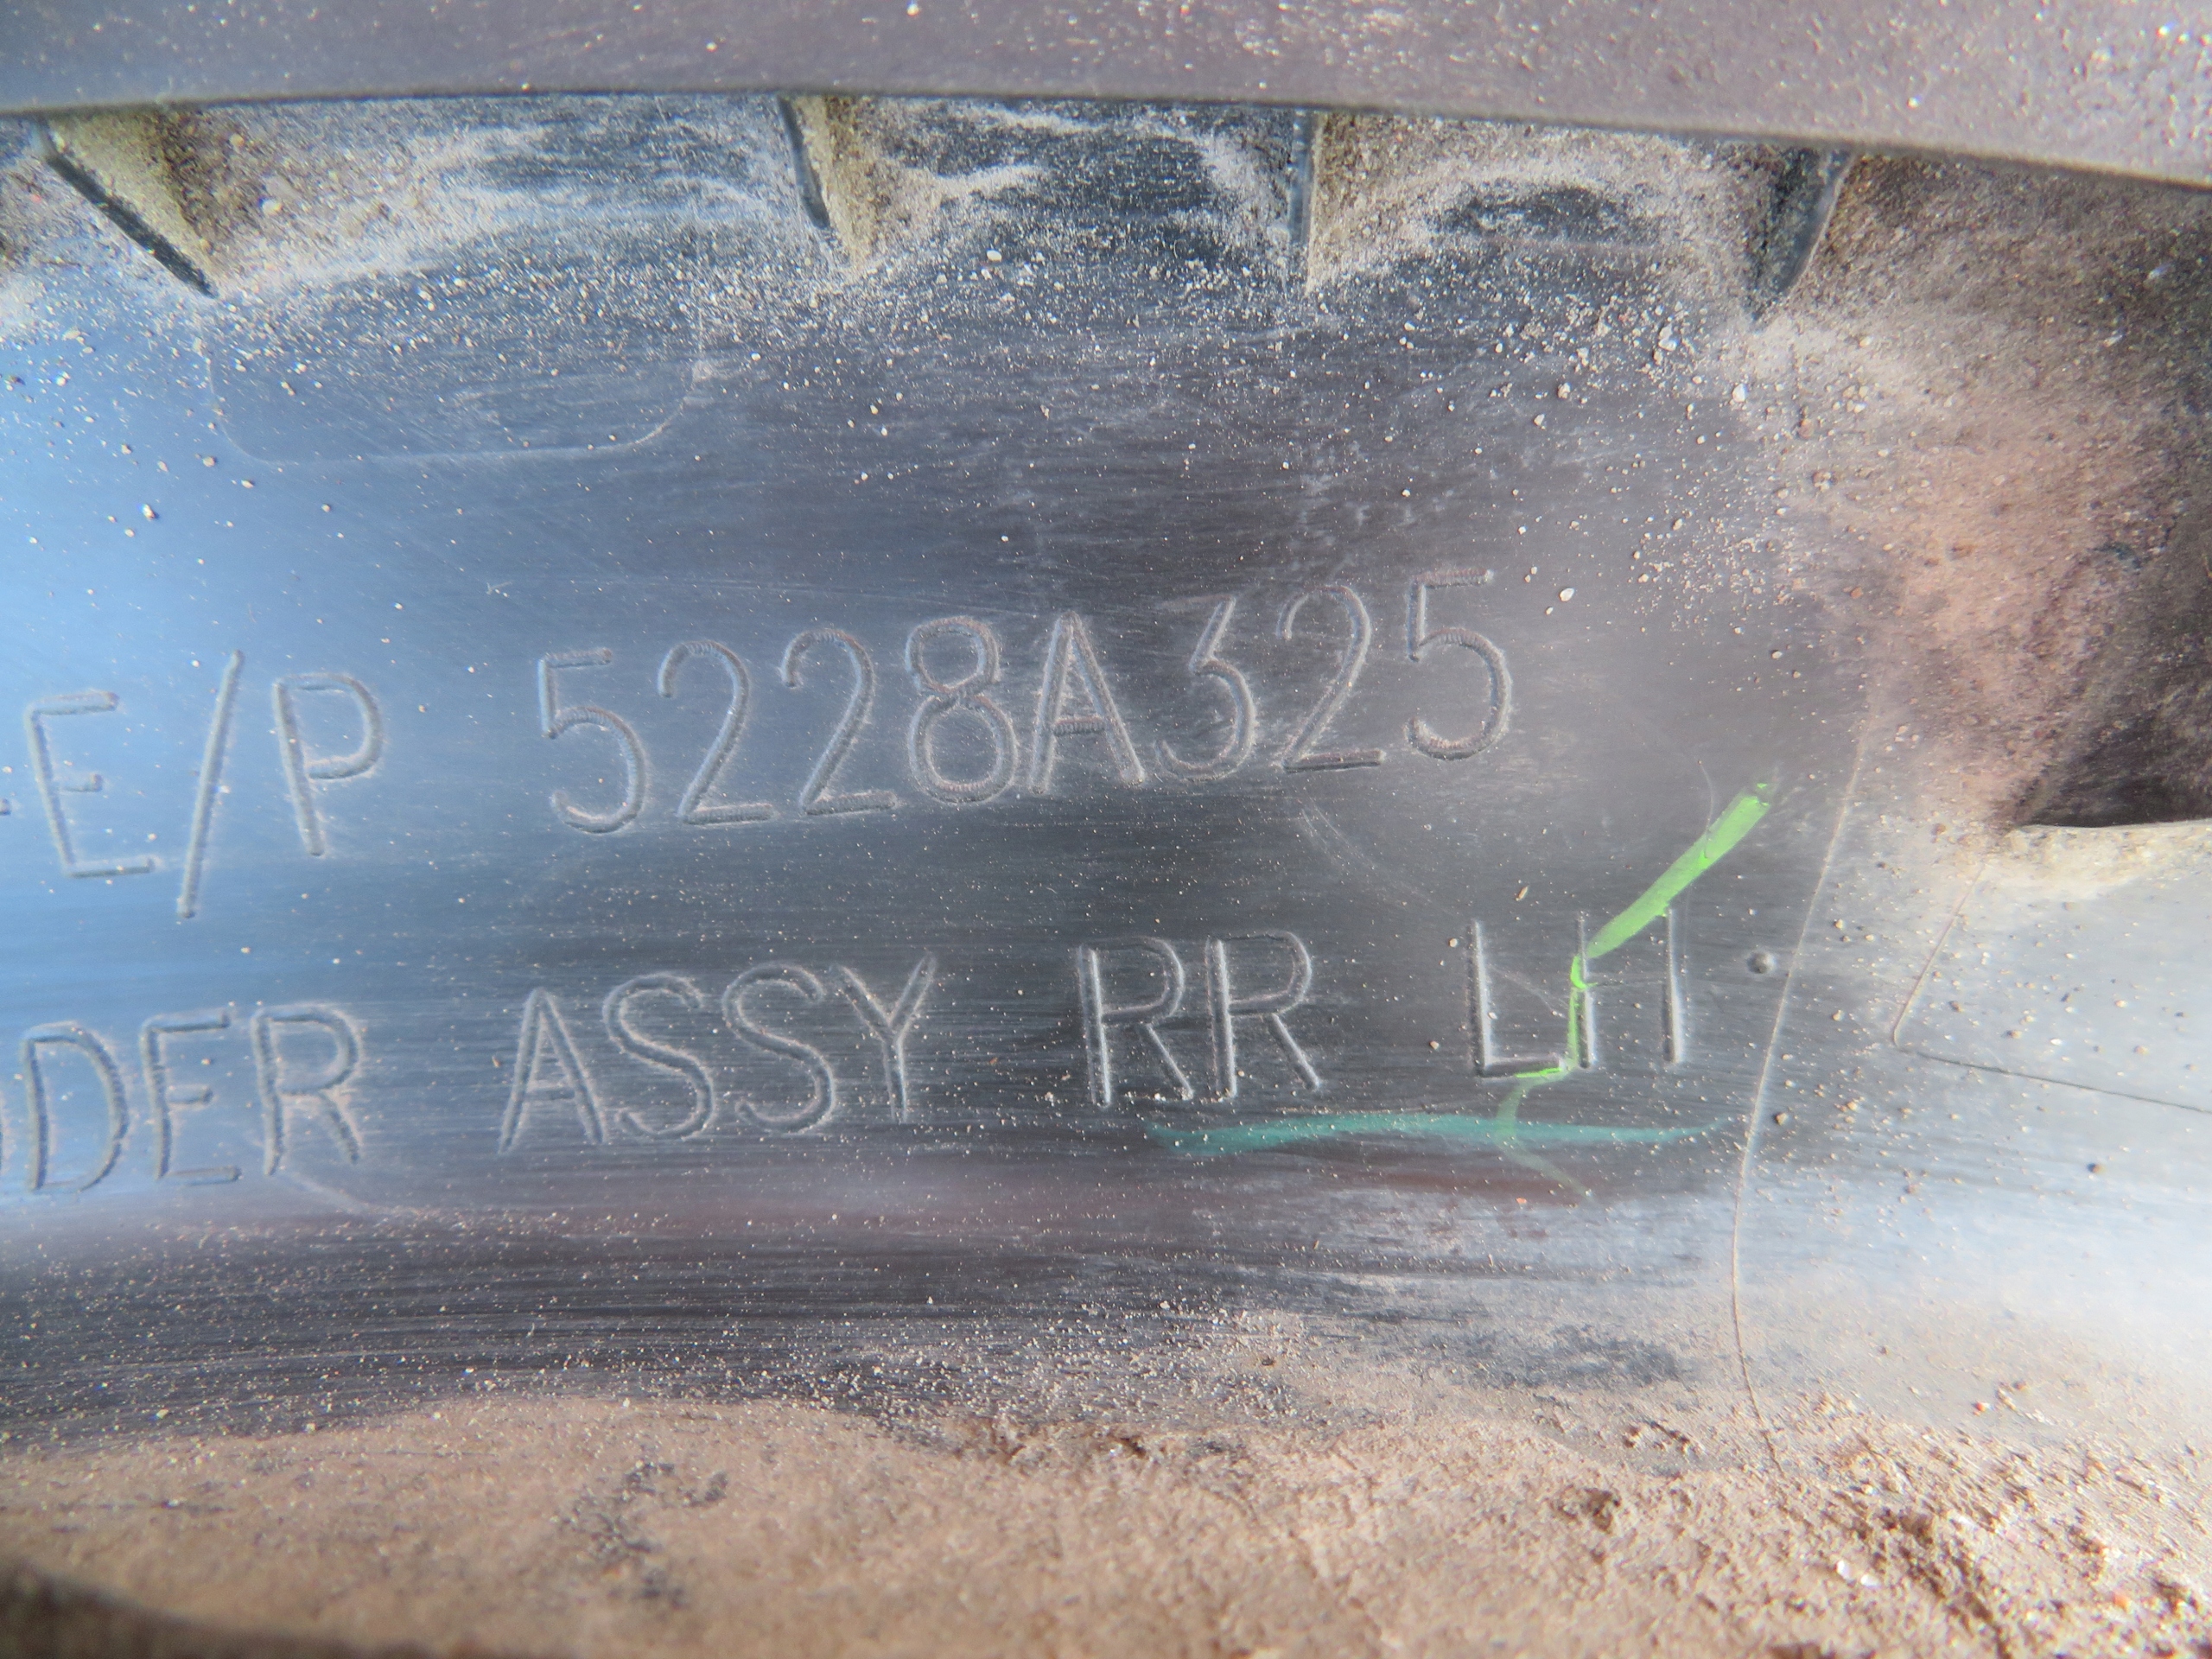 E/P 5228A325
DER ASSY RR LH